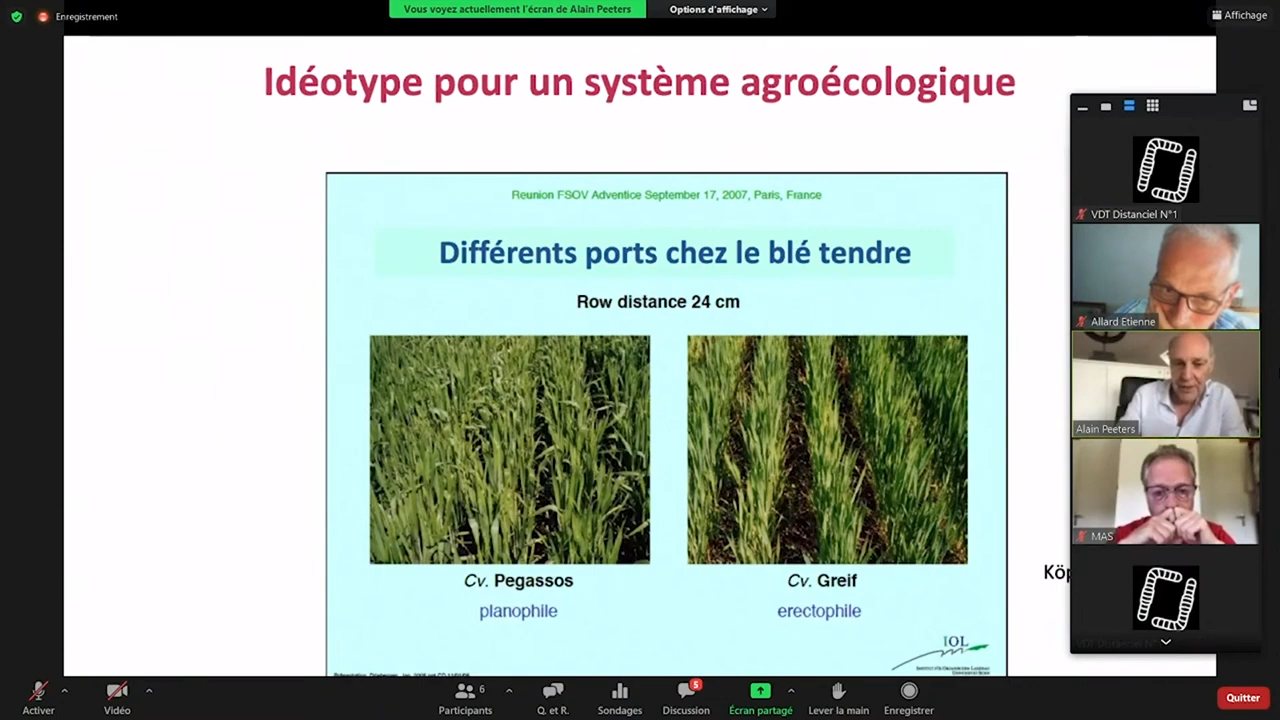 Enregistrement
Vous voyez actuellement l'écran de Alain Peeters
Options d'affichage
Affichage
Idéotype pour un système agroécologique
Reunion FSOV Adventice September 17, 2007, Paris, France
Différents ports chez le blé tendre
Row distance 24 cm
Cv. Pegassos
planophile
Cv. Greif
erectophile
IOL
Köp
VDT Distanciel N°1
Allard Etienne
Alain Peeters
MAS
Activer
Vidéo
Participants
6
Q. et R.
Sondages
Discussion
5
Écran partagé
Lever la main
Enregistrer
Quitter